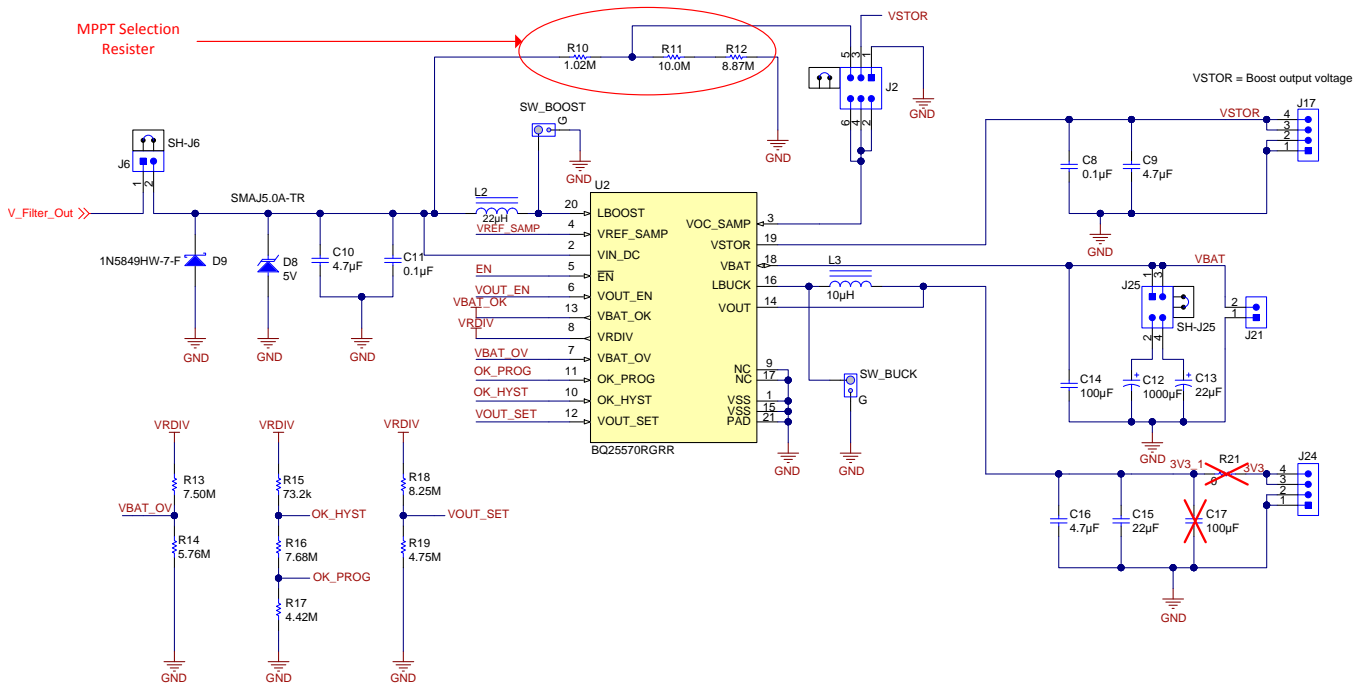 MPPT Selection
Resister
R10
1.02M
R11
10.0M
R12
8.87M
GND
VSTOR
5
3
1
J2
6
4
2
GND
SW_BOOST
G
GND
VSTOR = Boost output voltage
J17
VSTOR
4
3
2
1
C8
0.1µF
C9
4.7µF
GND
SH-J6
J6
1
2
V_Filter_Out
SMAJ5.0A-TR
1N5849HW-7-F
D9
D8
5V
C10
4.7µF
C11
0.1µF
GND
GND
GND
L2
22µH
U2
20
LBOOST
VREF_SAMP
4
VREF_SAMP
2
VIN_DC
EN
5
EN
VOUT_EN
6
VOUT_EN
VBAT_OK
13
VBAT_OK
VRDIV
8
VRDIV
VBAT_OV
7
VBAT_OV
OK_PROG
11
OK_PROG
OK_HYST
10
OK_HYST
VOUT_SET
12
VOUT_SET
VOC_SAMP
3
VSTOR
19
VBAT
18
LBUCK
16
VOUT
14
NC
9
NC
17
VSS
1
VSS
15
PAD
21
BQ25570RGRR
GND
L3
10µH
SW_BUCK
G
GND
VBAT
1
3
J25
SH-J25
2
4
2
1
J21
C14
100µF
C12
1000µF
C13
22µF
GND
3V3_1
R21
0
3V3
J24
4
3
2
1
C16
4.7µF
C15
22µF
C17
100µF
GND
VRDIV
R13
7.50M
VBAT_OV
R14
5.76M
GND
VRDIV
R15
73.2k
OK_HYST
R16
7.68M
OK_PROG
R17
4.42M
GND
VRDIV
R18
8.25M
VOUT_SET
R19
4.75M
GND